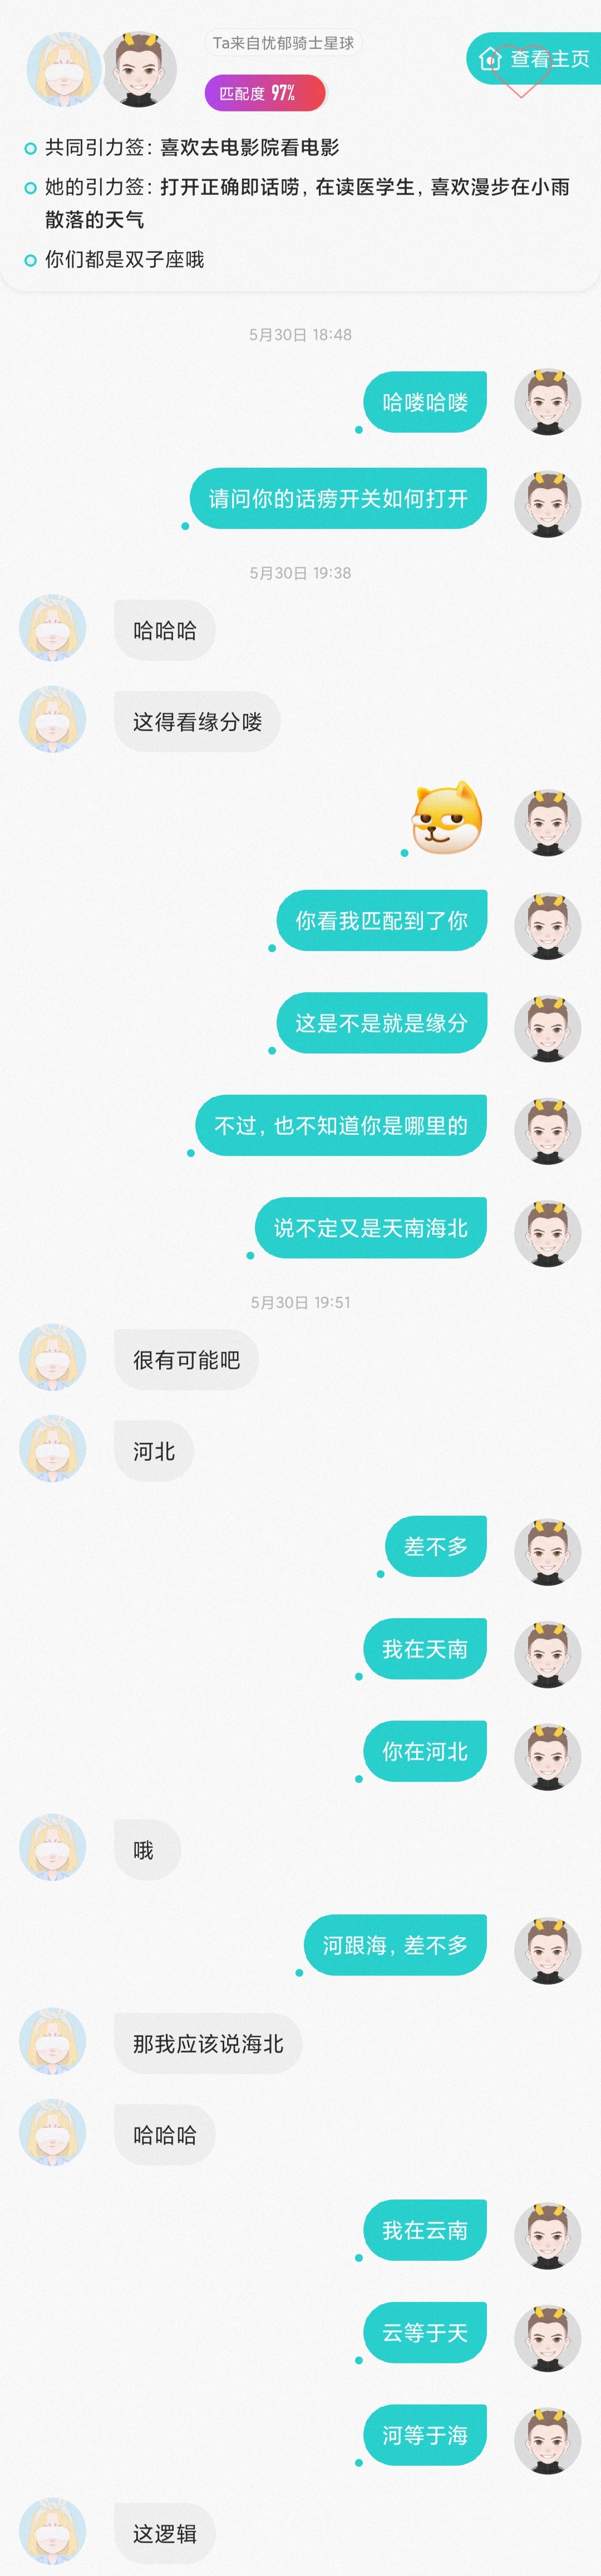 Ta来自忧郁骑士星球
查看主页
匹配度 97%
共同引力签：喜欢去电影院看电影
她的引力签：打开正确即话唠，在读医学生，喜欢漫步在小雨
散落的天气
你们都是双子座哦
5月30日 18:48
哈喽哈喽
请问你的话痨开关如何打开
5月30日 19:38
哈哈哈
这得看缘分喽
你看我匹配到了你
这是不是就是缘分
不过，也不知道你是哪里的
说不定又是天南海北
5月30日 19:51
很有可能吧
河北
差不多
我在天南
你在河北
哦
河跟海，差不多
那我应该说海北
哈哈哈
我在云南
云等于天
河等于海
这逻辑